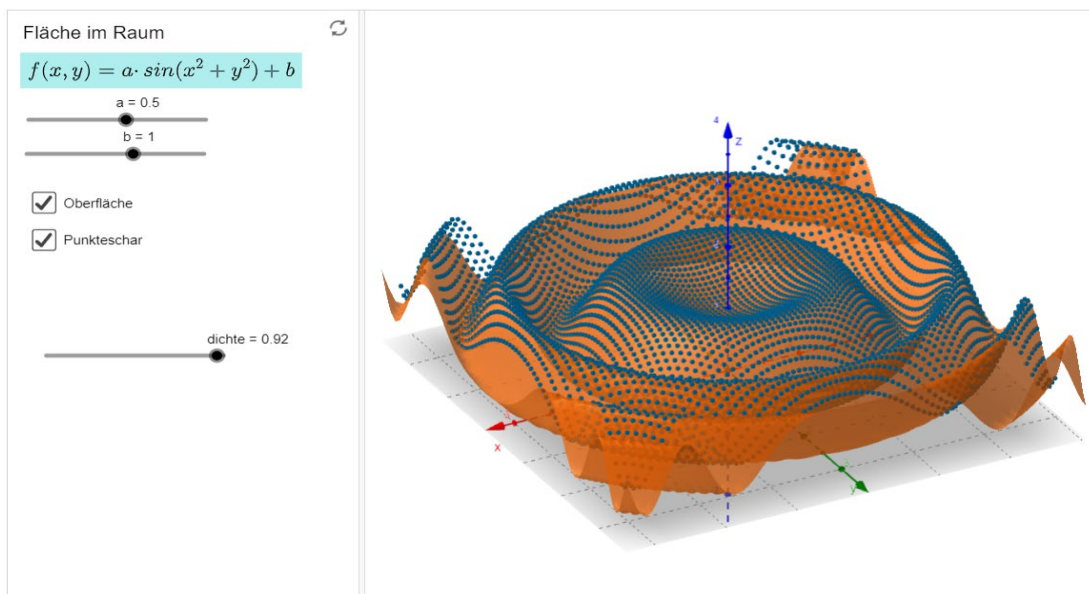 Fläche im Raum
f(x, y) = a· sin(x² + y²) + b
a = 0.5
b = 1
Oberfläche
Punkteschar
dichte = 0.92
4
z
x
y